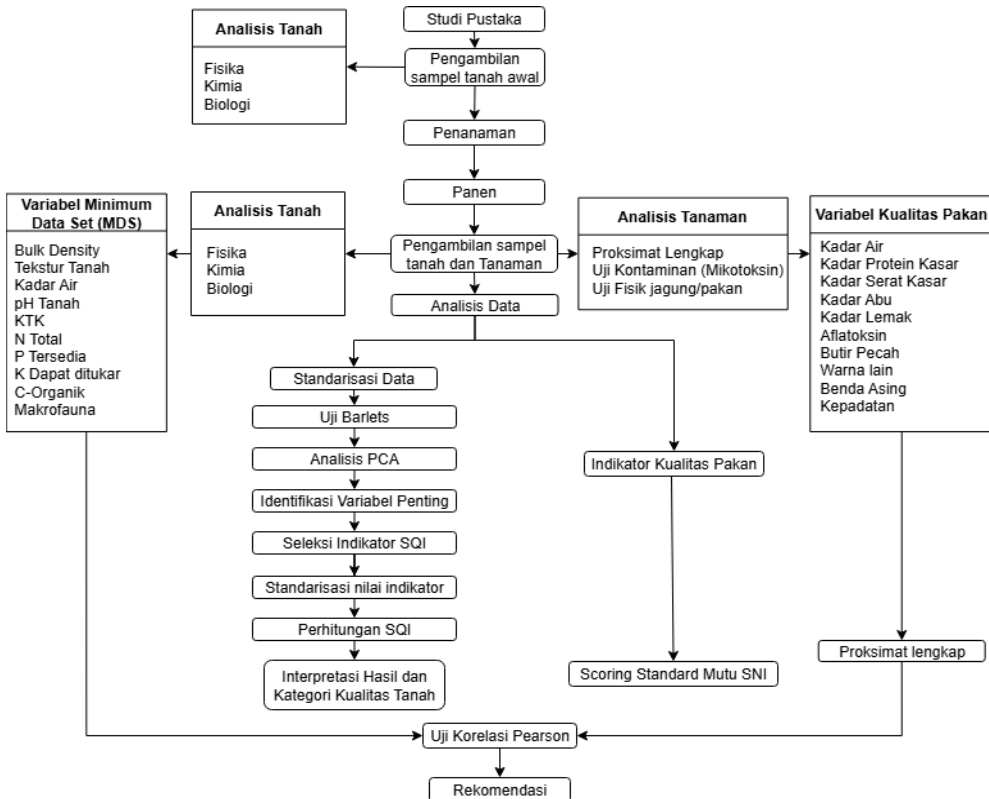 Studi Pustaka
Analisis Tanah
Fisika
Kimia
Biologi
Pengambilan
sampel tanah awal
Penanaman
Panen
Variabel Minimum
Data Set (MDS)
Bulk Density
Tekstur Tanah
Kadar Air
pH Tanah
KTK
N Total
P Tersedia
K Dapat ditukar
C-Organik
Makrofauna
Analisis Tanah
Fisika
Kimia
Biologi
Pengambilan sampel
tanah dan Tanaman
Analisis Tanaman
Proksimat Lengkap
Uji Kontaminan (Mikotoksin)
Uji Fisik jagung/pakan
Variabel Kualitas Pakan
Kadar Air
Kadar Protein Kasar
Kadar Serat Kasar
Kadar Abu
Kadar Lemak
Aflatoksin
Butir Pecah
Warna lain
Benda Asing
Kepadatan
Analisis Data
Standarisasi Data
Uji Barlets
Analisis PCA
Identifikasi Variabel Penting
Seleksi Indikator SQI
Standarisasi nilai indikator
Perhitungan SQI
Interpretasi Hasil dan
Kategori Kualitas Tanah
Indikator Kualitas Pakan
Scoring Standard Mutu SNI
Proksimat lengkap
Uji Korelasi Pearson
Rekomendasi